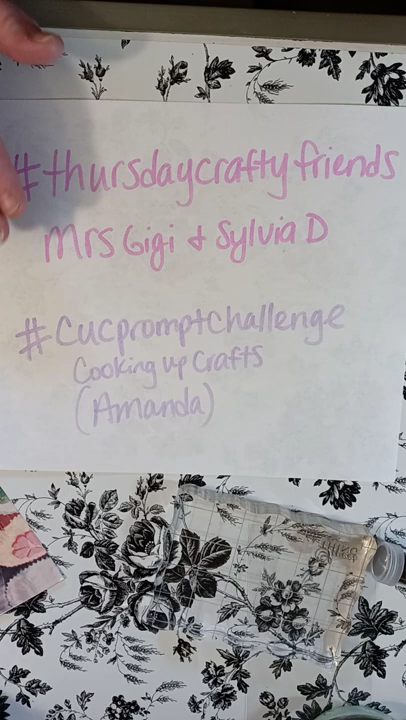 #thursdaycraftyfriends
Mrs Gigi & Sylvia D
#Cucpromptchallenge
Cooking up Crafts
(Amanda)